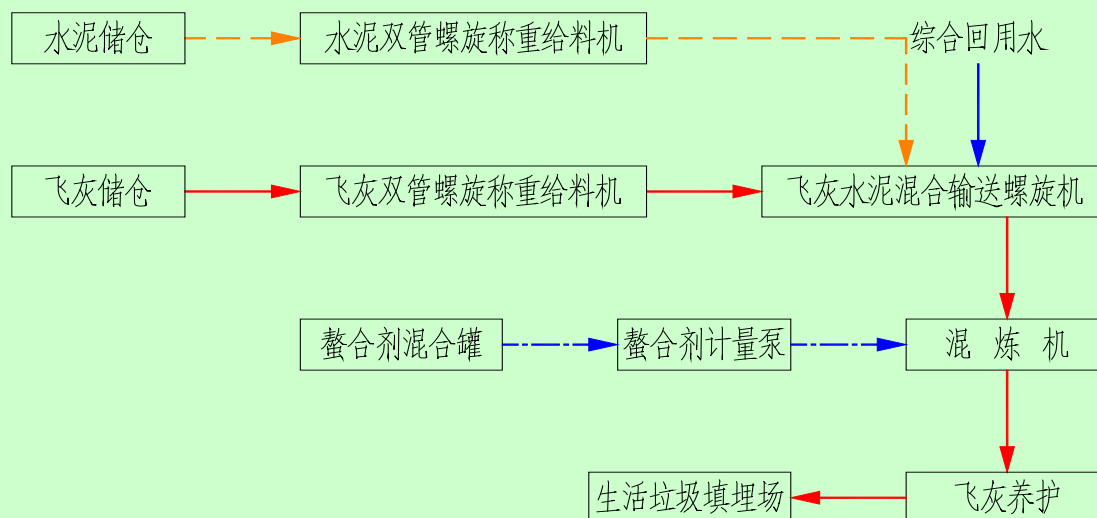 水泥储仓
水泥双管螺旋称重给料机
综合回用水
飞灰储仓
飞灰双管螺旋称重给料机
飞灰水泥混合输送螺旋机
螯合剂混合罐
螯合剂计量泵
混 炼 机
生活垃圾填埋场
飞灰养护